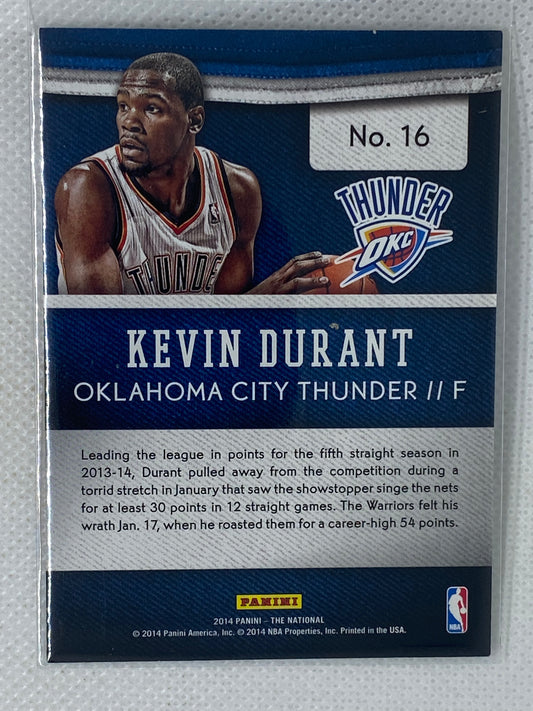 No. 16
THUNDER
OKC
THUNDE
KEVIN DURANT
OKLAHOMA CITY THUNDER // F
Leading the league in points for the fifth straight season in
2013-14, Durant pulled away from the competition during a
torrid stretch in January that saw the showstopper singe the nets
for at least 30 points in 12 straight games. The Warriors felt his
wrath Jan. 17, when he roasted them for a career-high 54 points.
PANINI
2014 PANINI – THE NATIONAL
© 2014 Panini America, Inc. © 2014 NBA Properties, Inc. Printed in the USA.
NBA